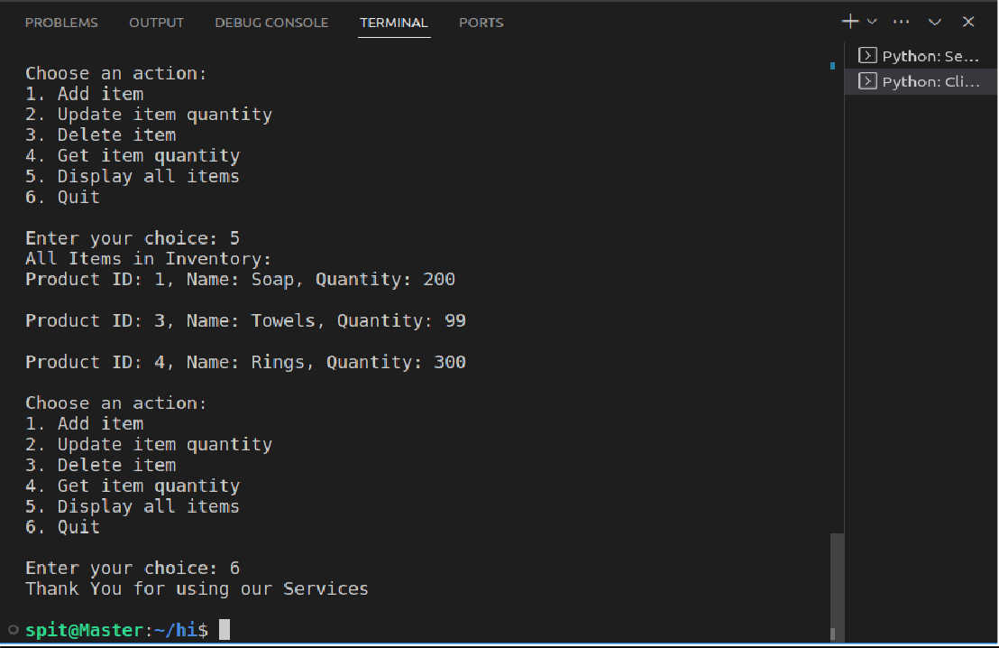 PROBLEMS OUTPUT DEBUG CONSOLE TERMINAL PORTS
Python: Se...
Python: Cli...
Choose an action:
1. Add item
2. Update item quantity
3. Delete item
4. Get item quantity
5. Display all items
6. Quit
Enter your choice: 5
All Items in Inventory:
Product ID: 1, Name: Soap, Quantity: 200
Product ID: 3, Name: Towels, Quantity: 99
Product ID: 4, Name: Rings, Quantity: 300
Choose an action:
1. Add item
2. Update item quantity
3. Delete item
4. Get item quantity
5. Display all items
6. Quit
Enter your choice: 6
Thank You for using our Services
spit@Master:~/hi$